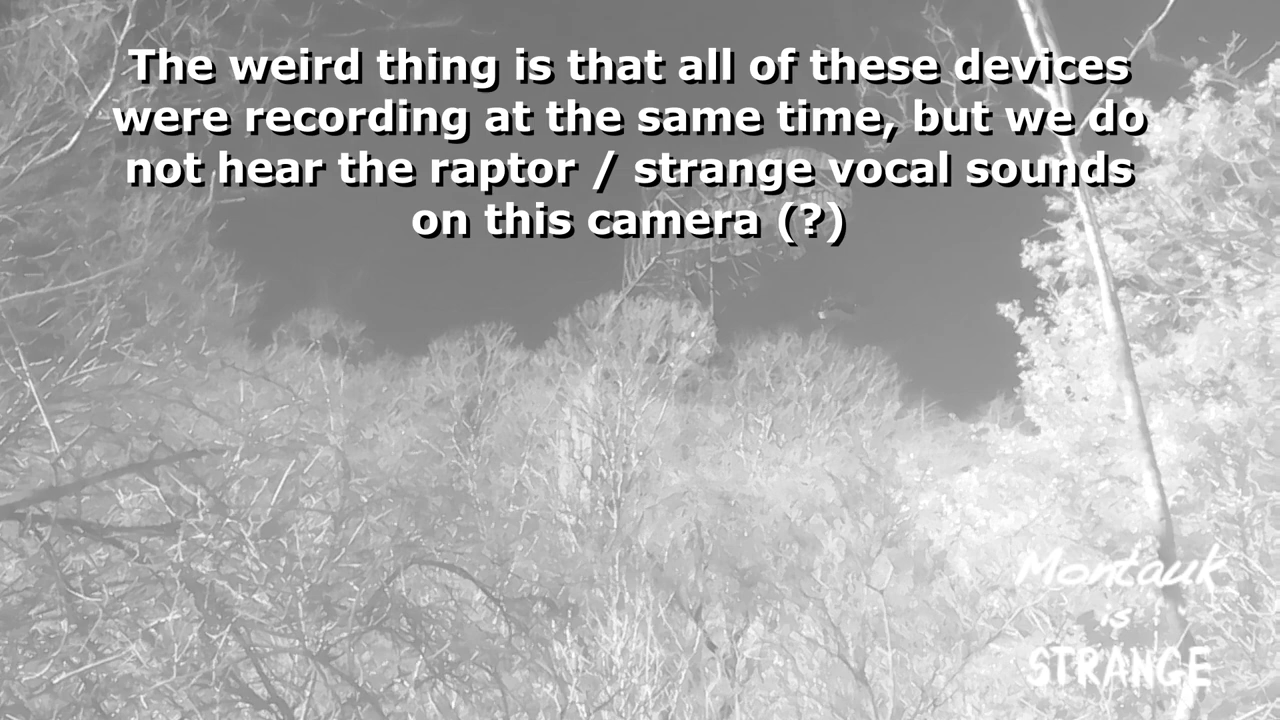 The weird thing is that all of these devices
were recording at the same time, but we do
not hear the raptor / strange vocal sounds
on this camera (?)
Montauk
is
STRANGE